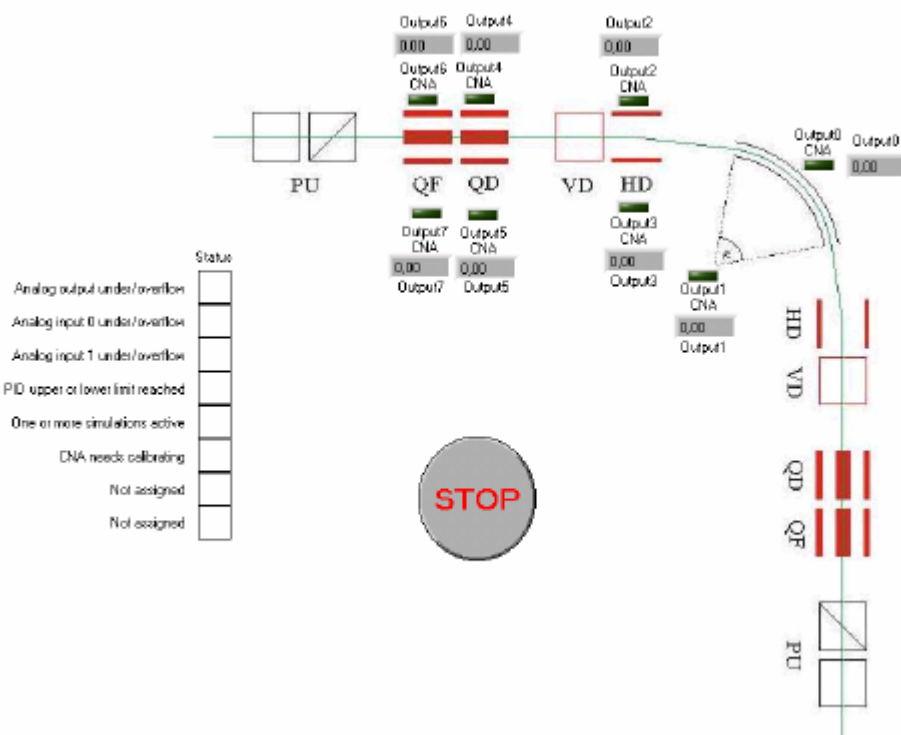 Output6
0,00
Output6
CNA
Output4
0,00
Output4
CNA
Output2
0,00
Output2
CNA
Output0
CNA
Output0
0,00
PU
QF
QD
VD
HD
Output7
CNA
0,00
Output7
Output5
CNA
0,00
Output5
Output3
CNA
0,00
Output3
Output1
CNA
0,00
Output1
Status
Analog output under/overflow
Analog input 0 under/overflow
Analog input 1 under/overflow
PID upper or lower limit reached
One or more simulations active
CNA needs calibrating
Not assigned
Not assigned
STOP
HD
VD
QD
QF
PU